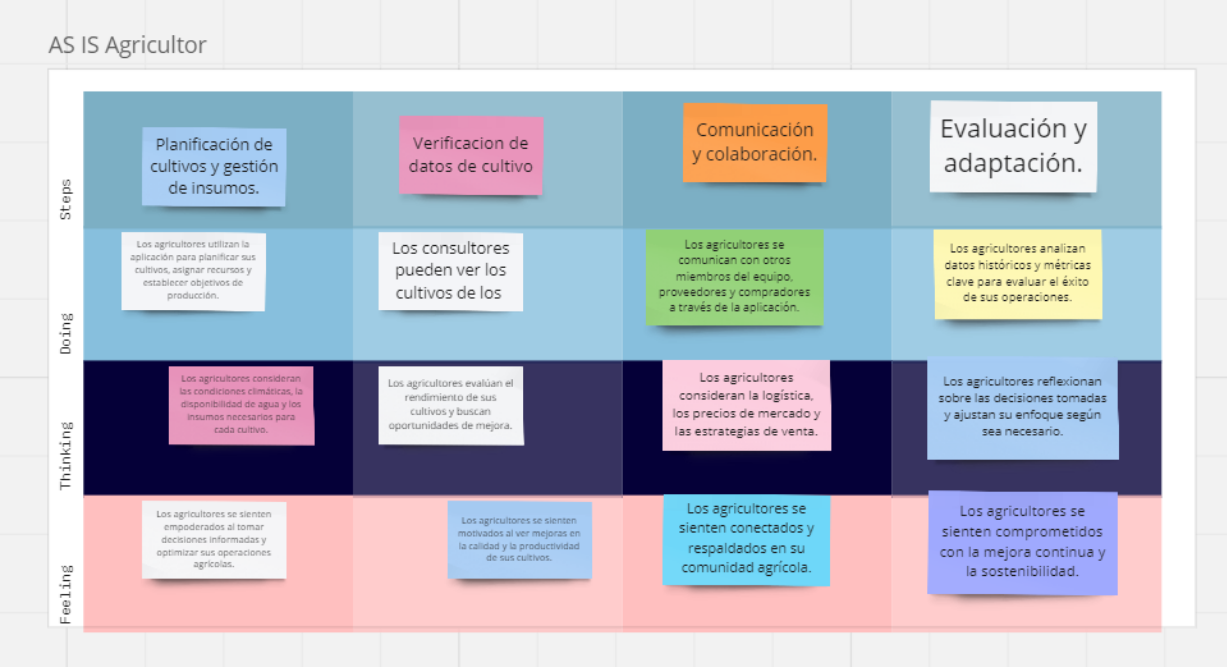 AS IS Agricultor
Steps
Planificación de
cultivos y gestión
de insumos.
Verificacion de
datos de cultivo
Comunicación
y colaboración.
Evaluación y
adaptación.
Doing
Los agricultores utilizan la
aplicación para planificar sus
cultivos, asignar recursos y
establecer objetivos de
producción.
Los consultores
pueden ver los
cultivos de los
Los agricultores se
comunican con otros
miembros del equipo,
proveedores y compradores
a través de la aplicación.
Los agricultores analizan
datos históricos y métricas
clave para evaluar el éxito
de sus operaciones.
Thinking
Los agricultores consideran
las condiciones climáticas, la
disponibilidad de agua y los
insumos necesarios para
cada cultivo.
Los agricultores evalúan el
rendimiento de sus
cultivos y buscan
oportunidades de mejora.
Los agricultores
consideran la logística,
los precios de mercado y
las estrategias de venta.
Los agricultores reflexionan
sobre las decisiones tomadas
y ajustan su enfoque según
sea necesario.
Feeling
Los agricultores se sienten
empoderados al tomar
decisiones informadas y
optimizar sus operaciones
agrícolas.
Los agricultores se sienten
motivados al ver mejoras en
la calidad y la productividad
de sus cultivos.
Los agricultores se
sienten conectados y
respaldados en su
comunidad agrícola.
Los agricultores se
sienten comprometidos
con la mejora continua y
la sostenibilidad.